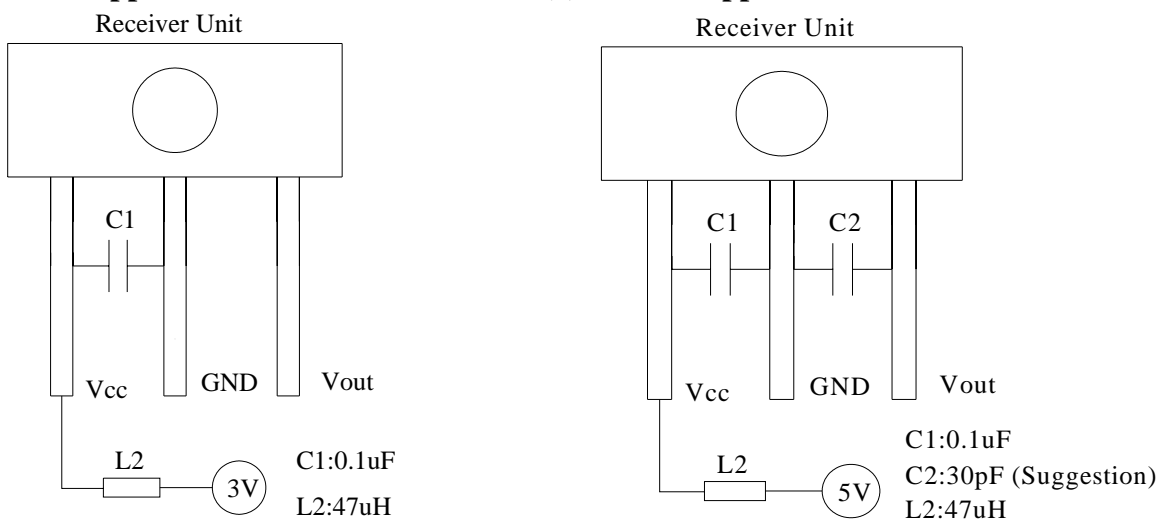 Receiver Unit
C1
Vcc
GND
Vout
L2
3V
C1:0.1uF
L2:47uH
Receiver Unit
C1
C2
Vcc
GND
Vout
L2
5V
C1:0.1uF
C2:30pF (Suggestion)
L2:47uH